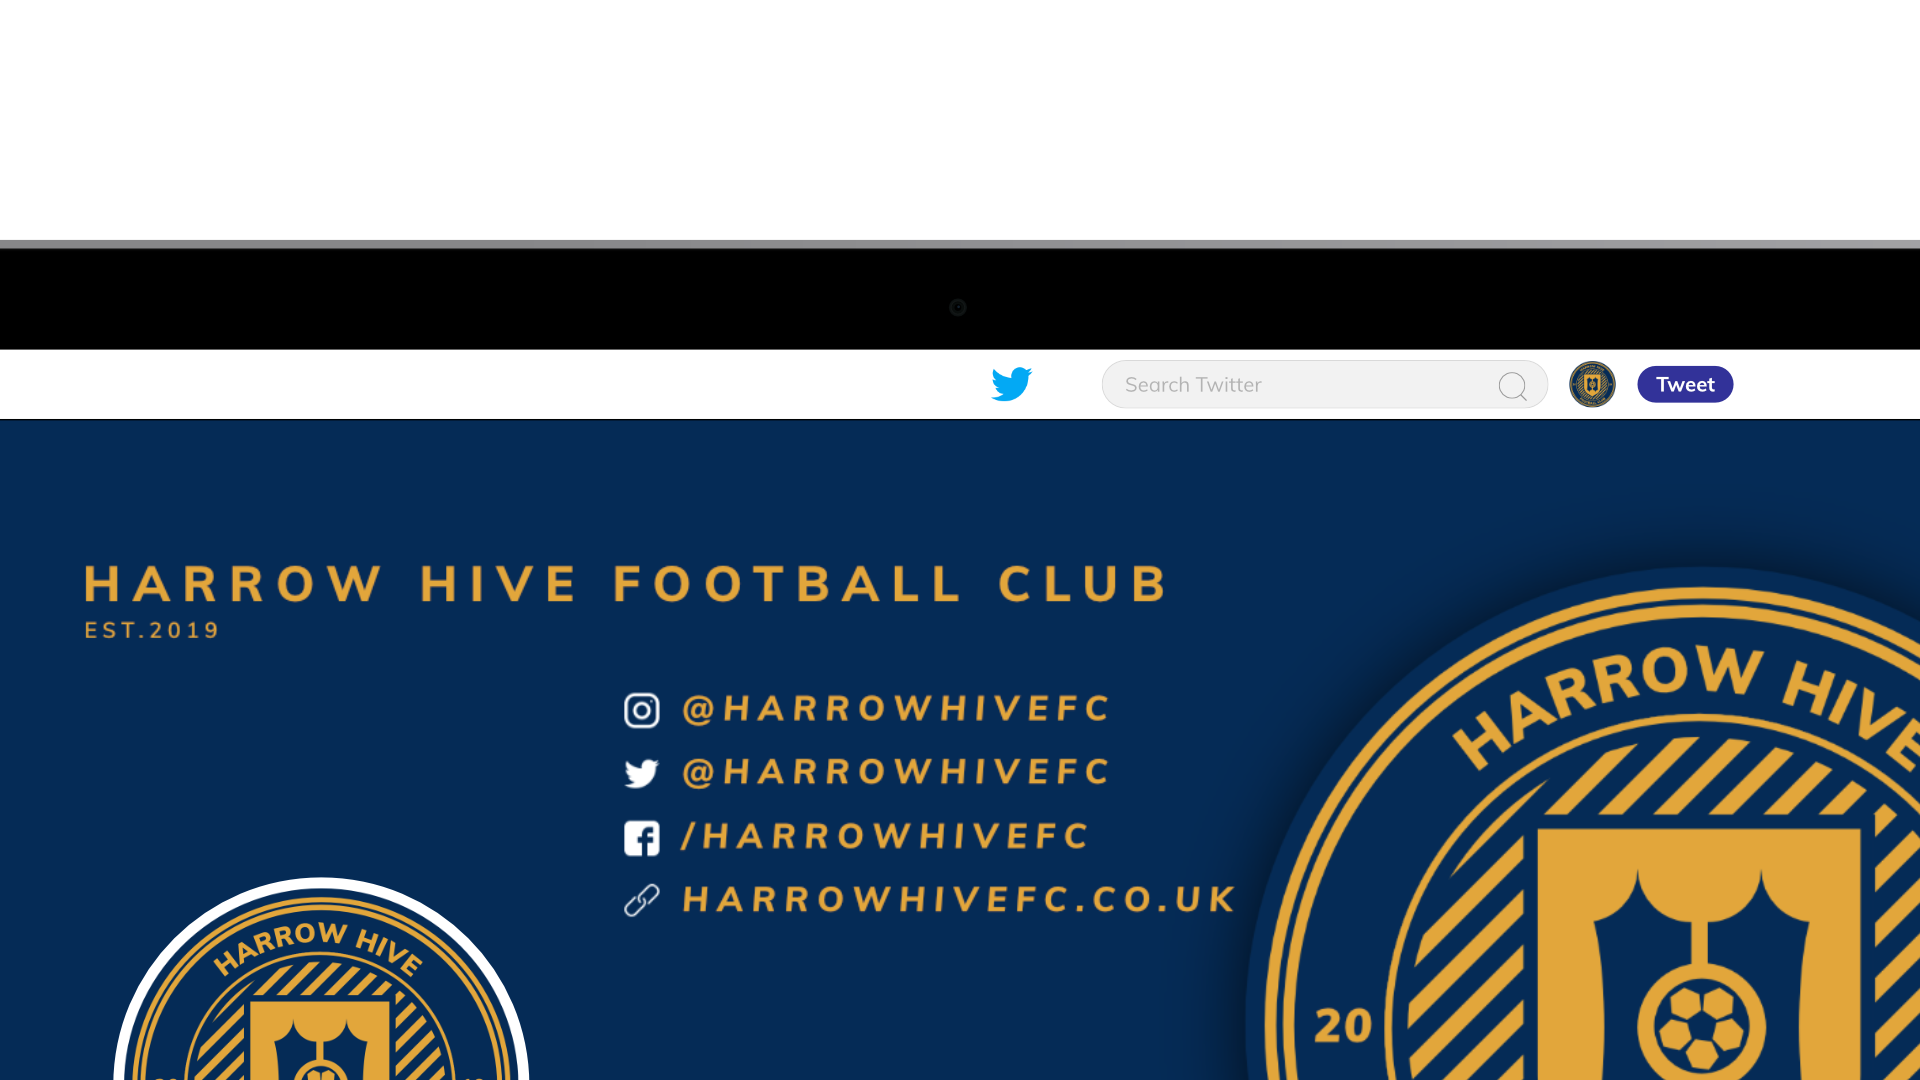 Search Twitter
Tweet
HARROW HIVE FOOTBALL CLUB
EST.2019
@HARROWHIVEFC
@HARROWHIVEFC
/HARROWHIVEFC
HARROWHIVEFC.CO.UK
HARROW HIVE
20
HARROW HIVE